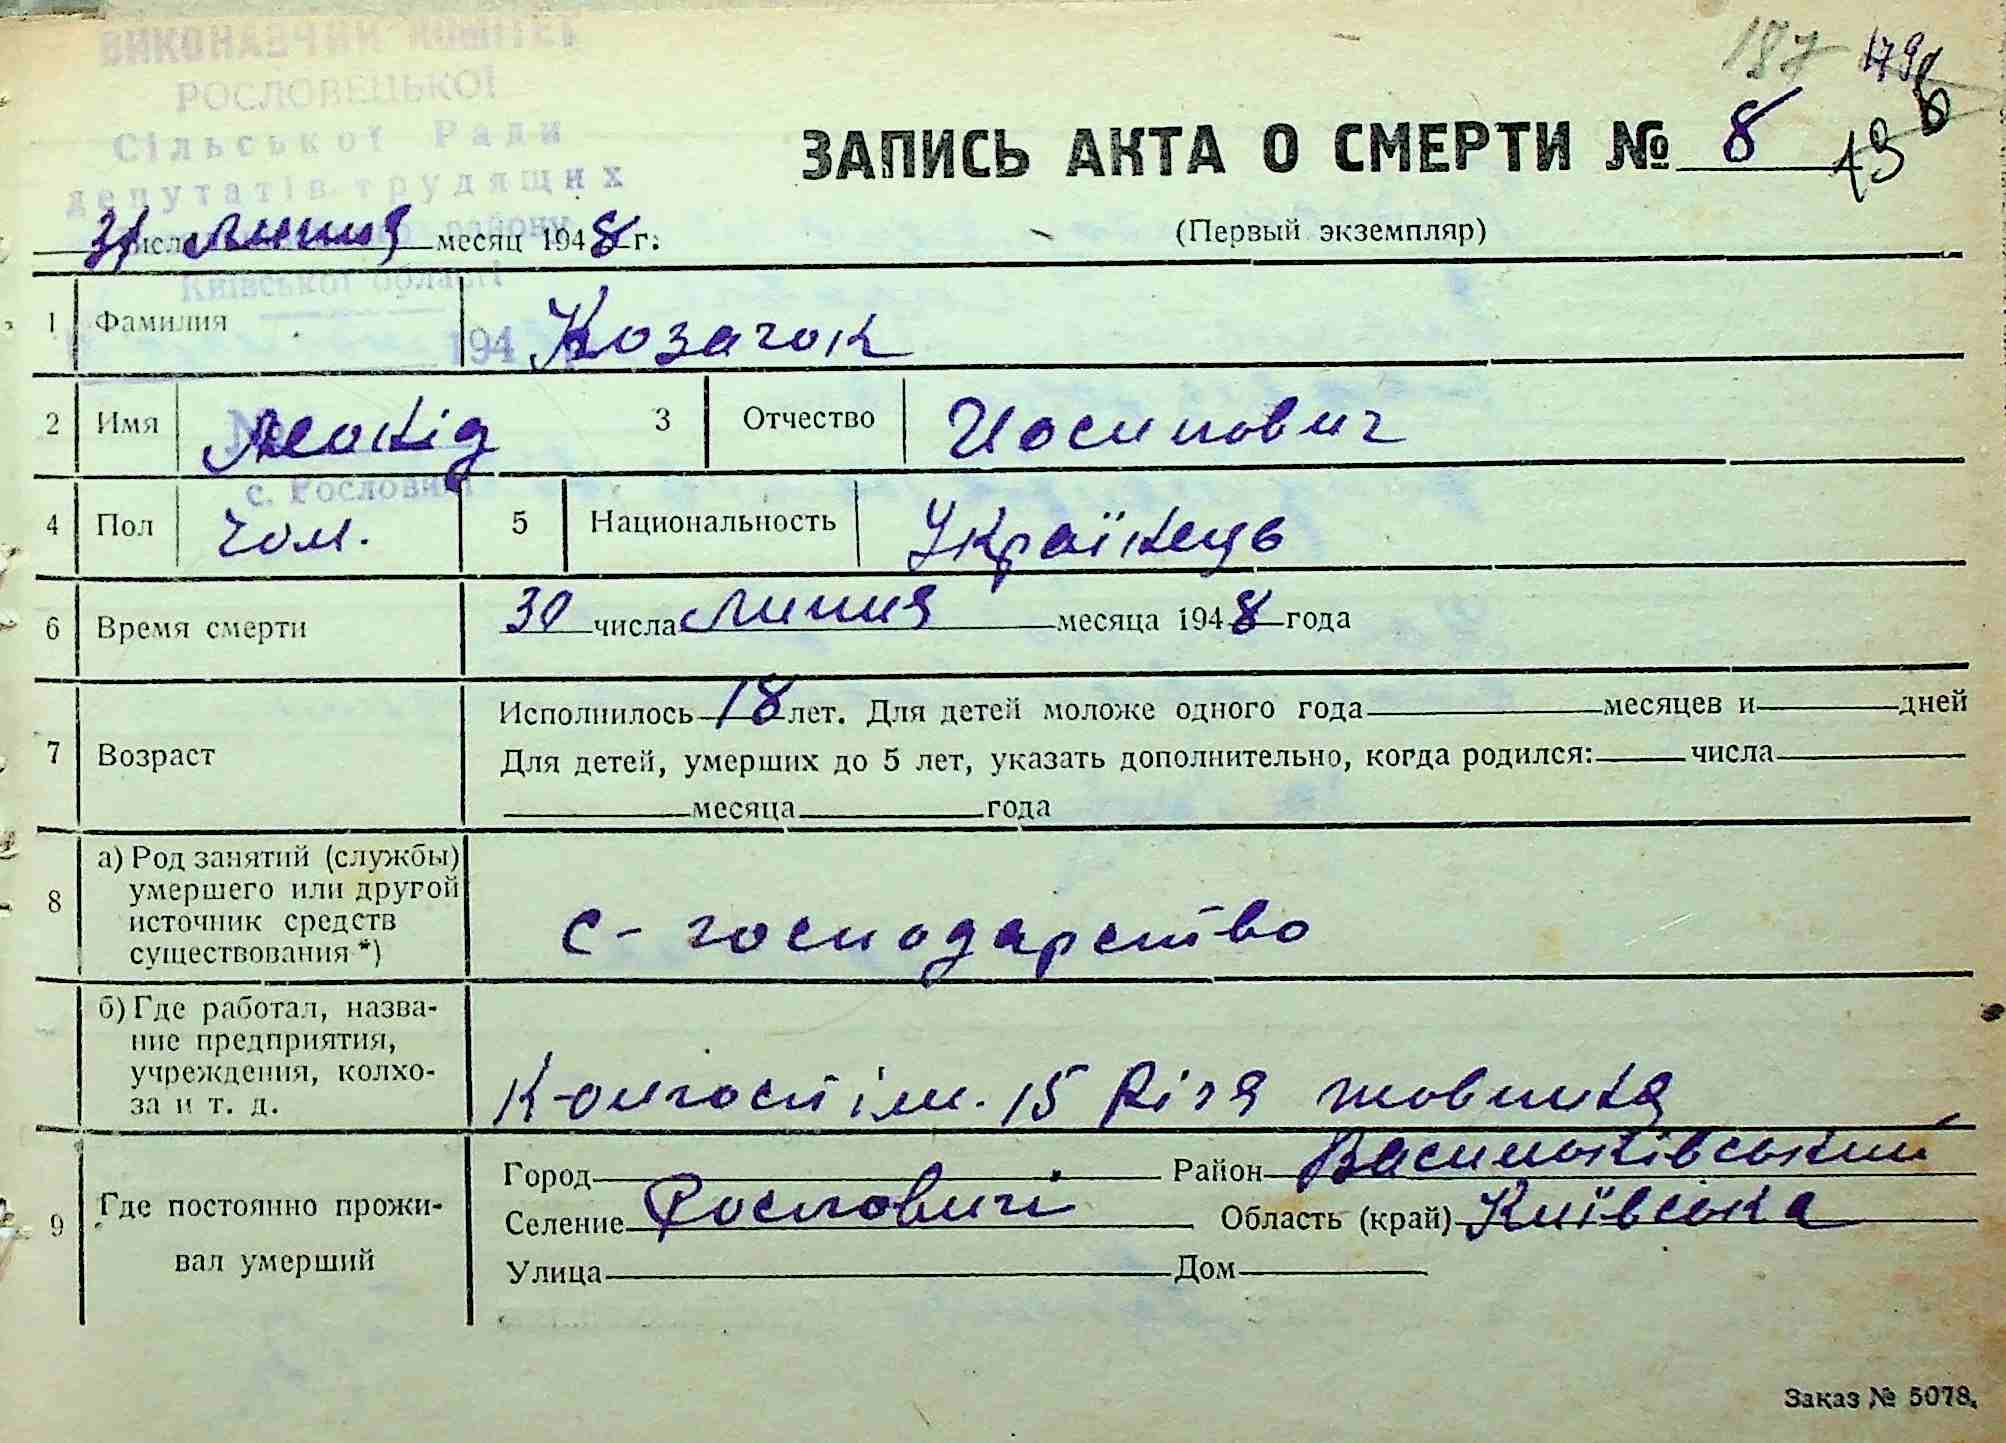 ВИКОНАВЧИЙ КОМІТЕТ
РОСЛОВЕЦЬКОЇ
Сільської Ради
депутатів трудящих
району
Київської області
194
с. Рословичі
187 179
ЗАПИСЬ АКТА О СМЕРТИ № 8
(Первый экземпляр)
31 числа липня месяц 1948 г.
1 Фамилия Козачок
2 Имя Леонід 3 Отчество Иосипович
4 Пол чол. 5 Национальность Українець
6 Время смерти 30 числа липня месяца 1948 года
7 Возраст Исполнилось 18 лет. Для детей моложе одного года месяцев и дней
Для детей, умерших до 5 лет, указать дополнительно, когда родился: числа
месяца года
8 а) Род занятий (службы)
умершего или другой
источник средств
существования*)
с-господарство
б) Где работал, назва-
ние предприятия,
учреждения, колхо-
за и т. д.
Колгосп ім. 15 Річя жовтня
9 Где постоянно прожи-
вал умерший
Город Район Васильківський
Селение Рословичі Область (край) Київська
Улица Дом
Заказ № 5078.